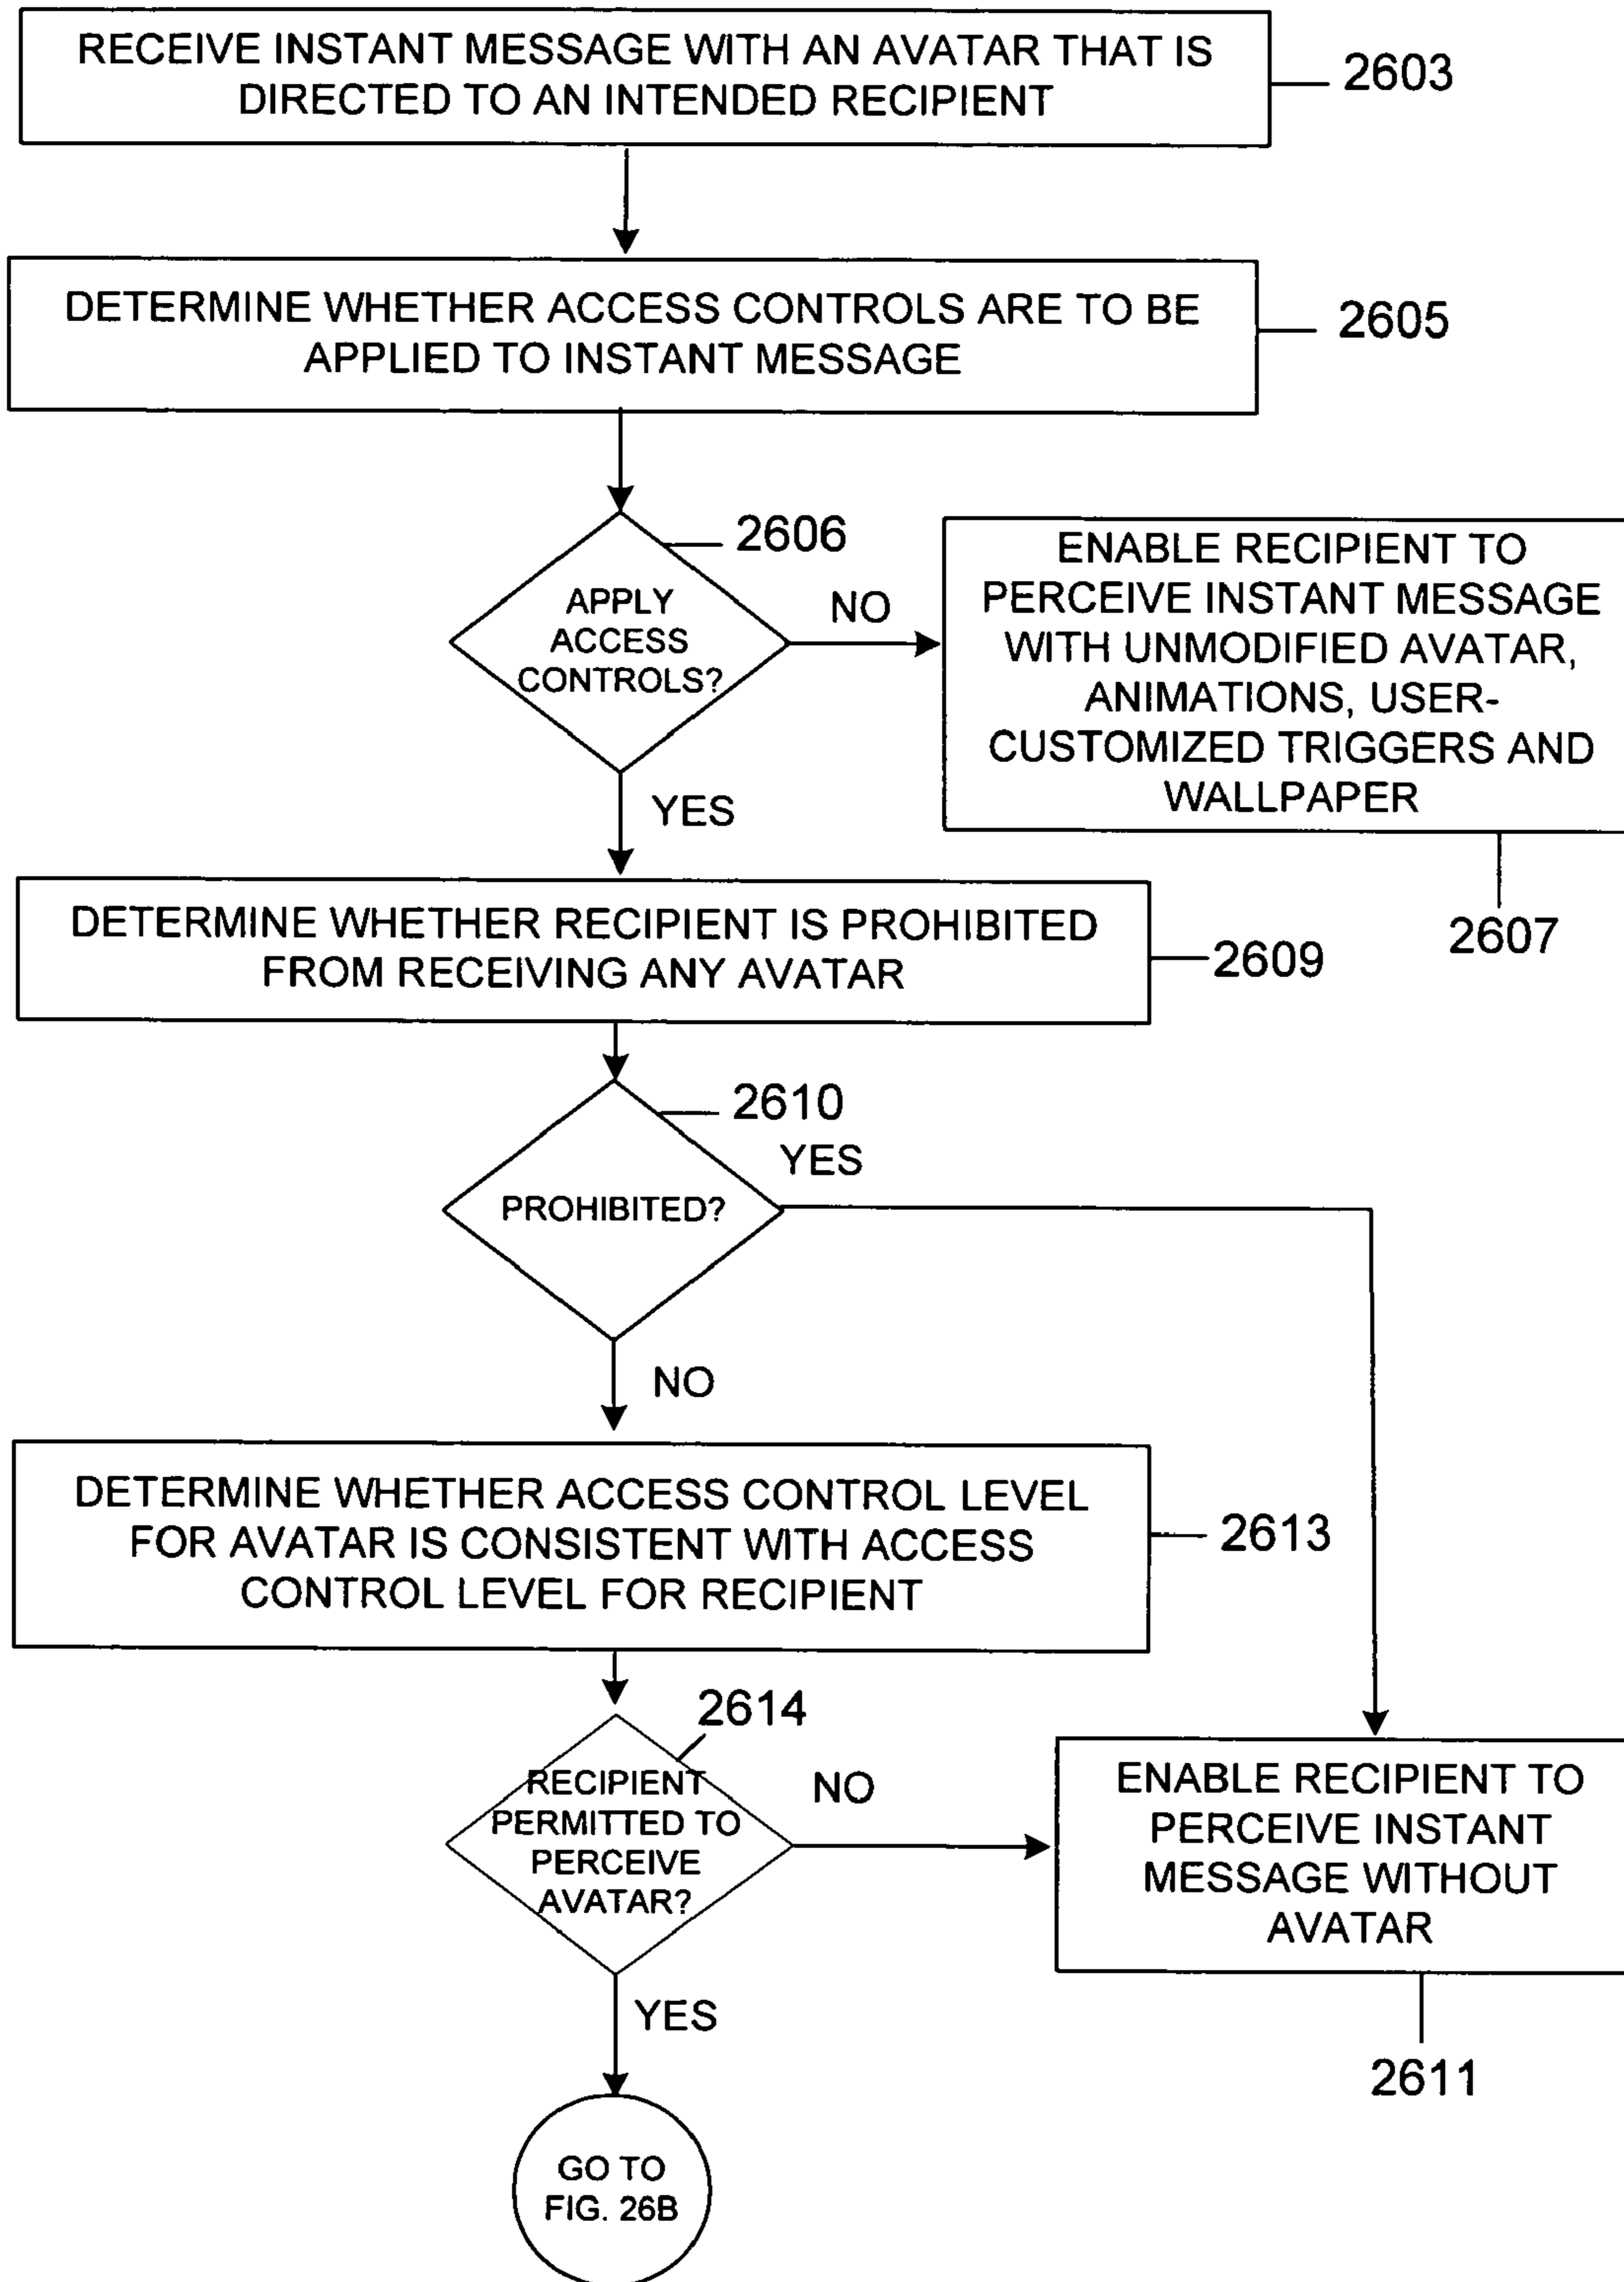 RECEIVE INSTANT MESSAGE WITH AN AVATAR THAT IS
DIRECTED TO AN INTENDED RECIPIENT
2603
DETERMINE WHETHER ACCESS CONTROLS ARE TO BE
APPLIED TO INSTANT MESSAGE
2605
2606
APPLY
ACCESS
CONTROLS?
NO
ENABLE RECIPIENT TO
PERCEIVE INSTANT MESSAGE
WITH UNMODIFIED AVATAR,
ANIMATIONS, USER-
CUSTOMIZED TRIGGERS AND
WALLPAPER
2607
YES
DETERMINE WHETHER RECIPIENT IS PROHIBITED
FROM RECEIVING ANY AVATAR
2609
2610
YES
PROHIBITED?
NO
DETERMINE WHETHER ACCESS CONTROL LEVEL
FOR AVATAR IS CONSISTENT WITH ACCESS
CONTROL LEVEL FOR RECIPIENT
2613
2614
RECIPIENT
PERMITTED TO
PERCEIVE
AVATAR?
NO
ENABLE RECIPIENT TO
PERCEIVE INSTANT
MESSAGE WITHOUT
AVATAR
2611
YES
GO TO
FIG. 26B